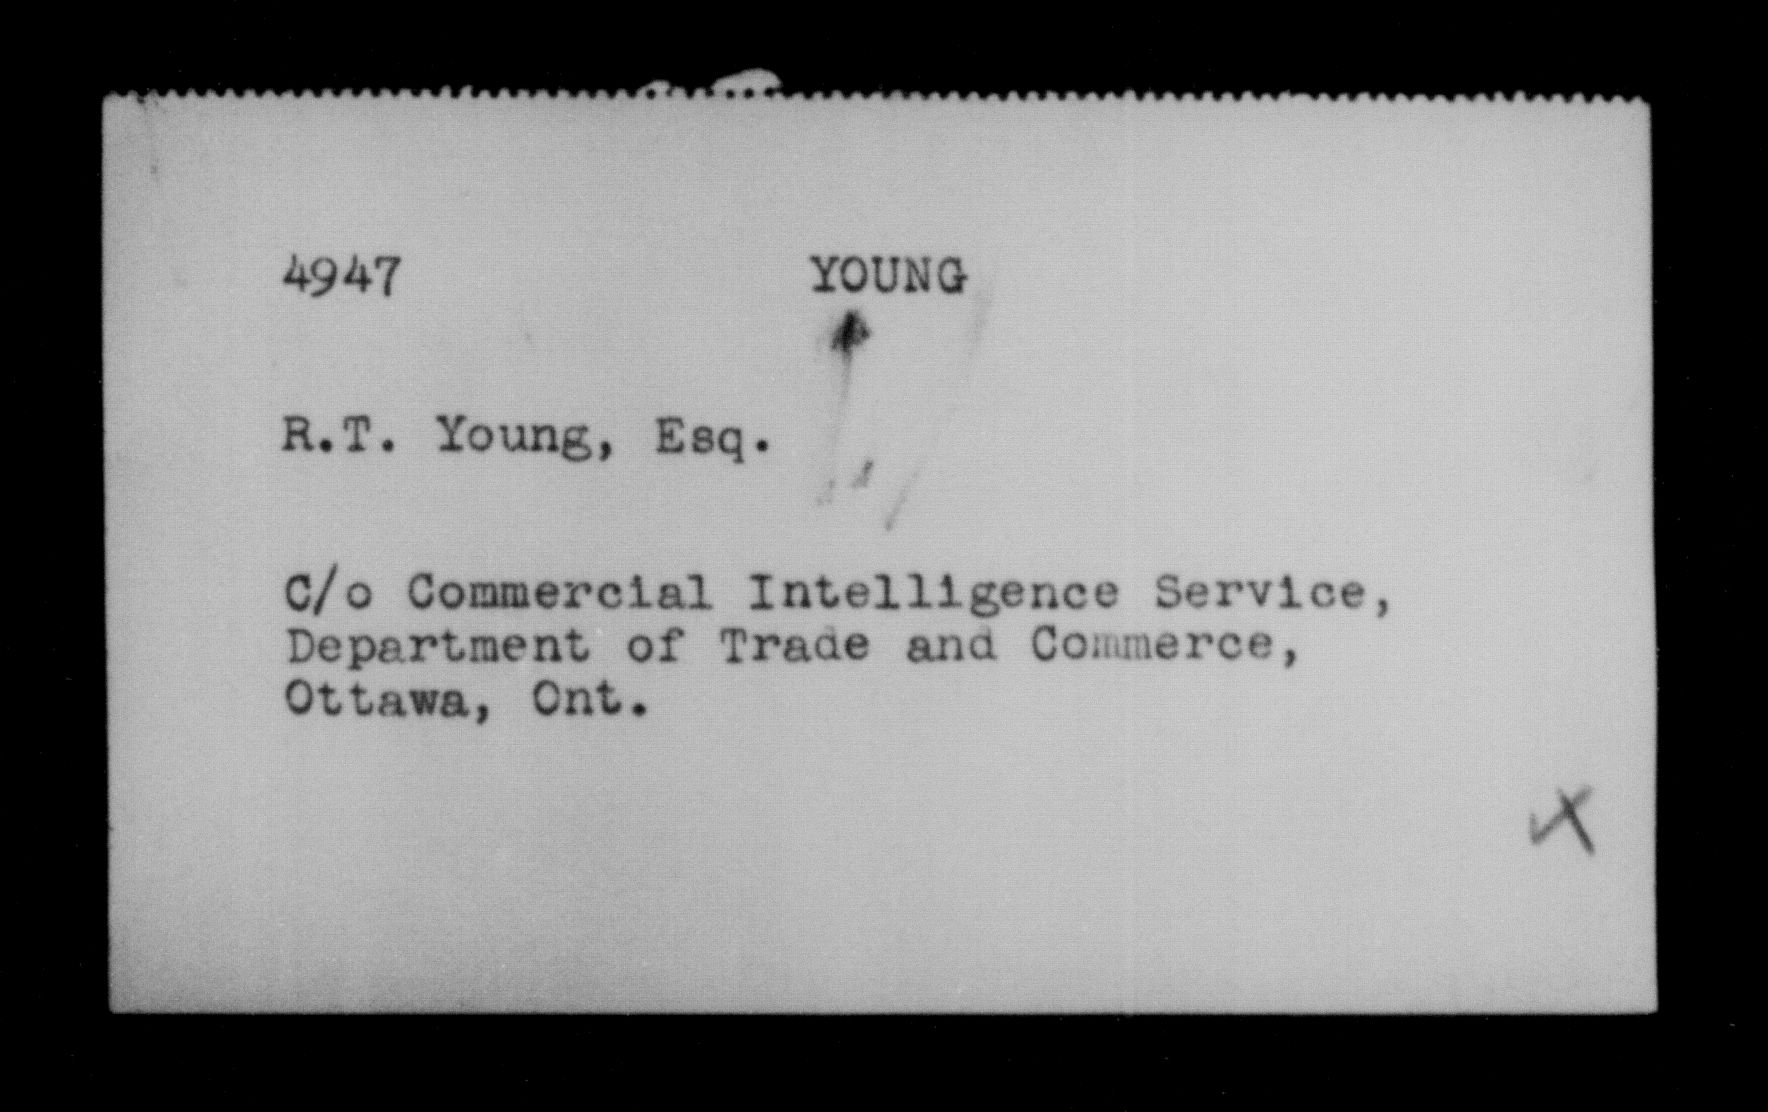 4947 YOUNG
R.T. Young, Esq.
C/o Commercial Intelligence Service,
Department of Trade and Commerce,
Ottawa, Ont.